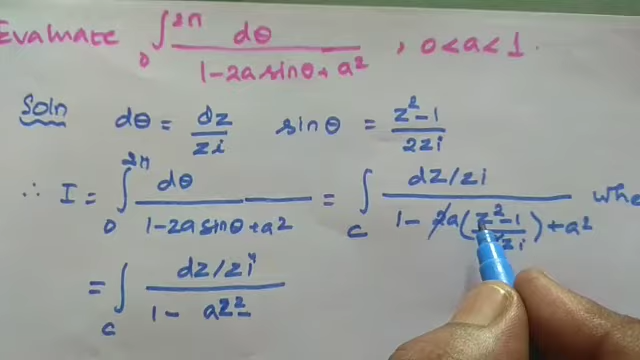 Evaluate ∫₀^2π dθ / (1-2a sinθ + a²) , 0<a<1.
Soln dθ = dz/zi sinθ = (z²-1)/2zi
∴ I = ∫₀^2π dθ / (1-2a sinθ + a²) = ∫_C (dz/zi) / (1 - 2a((z²-1)/2zi) + a²) Whe
= ∫_C (dz/zi) / (1 - az² -